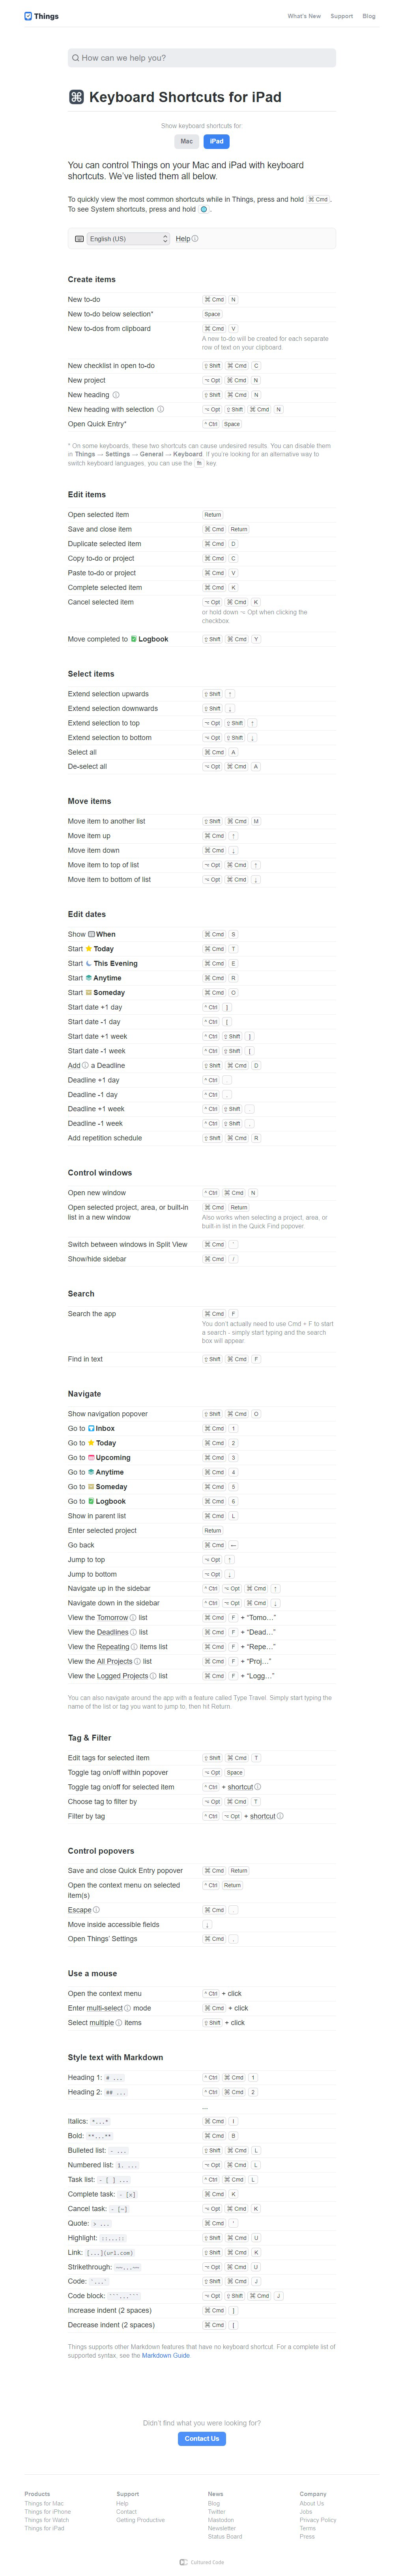 Things
What's New Support Blog
How can we help you?
⌘ Keyboard Shortcuts for iPad
Show keyboard shortcuts for:
Mac iPad
You can control Things on your Mac and iPad with keyboard
shortcuts. We've listed them all below.
To quickly view the most common shortcuts while in Things, press and hold ⌘ Cmd.
To see System shortcuts, press and hold .
English (US) Help
Create items
New to-do ⌘ Cmd N
New to-do below selection* Space
New to-dos from clipboard ⌘ Cmd V
A new to-do will be created for each separate
row of text on your clipboard.
New checklist in open to-do ⇧ Shift ⌘ Cmd C
New project ⌥ Opt ⌘ Cmd N
New heading ⇧ Shift ⌘ Cmd N
New heading with selection ⌥ Opt ⇧ Shift ⌘ Cmd N
Open Quick Entry* ^ Ctrl Space
* On some keyboards, these two shortcuts can cause undesired results. You can disable them
in Things → Settings → General → Keyboard. If you're looking for an alternative way to
switch keyboard languages, you can use the fn key.
Edit items
Open selected item Return
Save and close item ⌘ Cmd Return
Duplicate selected item ⌘ Cmd D
Copy to-do or project ⌘ Cmd C
Paste to-do or project ⌘ Cmd V
Complete selected item ⌘ Cmd K
Cancel selected item ⌥ Opt ⌘ Cmd K
or hold down ⌥ Opt when clicking the
checkbox
Move completed to Logbook ⇧ Shift ⌘ Cmd Y
Select items
Extend selection upwards ⇧ Shift ↑
Extend selection downwards ⇧ Shift ↓
Extend selection to top ⌥ Opt ⇧ Shift ↑
Extend selection to bottom ⌥ Opt ⇧ Shift ↓
Select all ⌘ Cmd A
De-select all ⌥ Opt ⌘ Cmd A
Move items
Move item to another list ⇧ Shift ⌘ Cmd M
Move item up ⌘ Cmd ↑
Move item down ⌘ Cmd ↓
Move item to top of list ⌥ Opt ⌘ Cmd ↑
Move item to bottom of list ⌥ Opt ⌘ Cmd ↓
Edit dates
Show When ⌘ Cmd S
Start Today ⌘ Cmd T
Start This Evening ⌘ Cmd E
Start Anytime ⌘ Cmd R
Start Someday ⌘ Cmd O
Start date +1 day ^ Ctrl ]
Start date -1 day ^ Ctrl [
Start date +1 week ^ Ctrl ⇧ Shift ]
Start date -1 week ^ Ctrl ⇧ Shift [
Add a Deadline ⇧ Shift ⌘ Cmd D
Deadline +1 day ^ Ctrl .
Deadline -1 day ^ Ctrl ,
Deadline +1 week ^ Ctrl ⇧ Shift .
Deadline -1 week ^ Ctrl ⇧ Shift ,
Add repetition schedule ⇧ Shift ⌘ Cmd R
Control windows
Open new window ^ Ctrl ⌘ Cmd N
Open selected project, area, or built-in ⌘ Cmd Return
list in a new window
Also works when selecting a project, area, or
built-in list in the Quick Find popover.
Switch between windows in Split View ⌘ Cmd `
Show/hide sidebar ⌘ Cmd /
Search
Search the app ⌘ Cmd F
You don't actually need to use Cmd + F to start
a search - simply start typing and the search
box will appear.
Find in text ⇧ Shift ⌘ Cmd F
Navigate
Show navigation popover ⇧ Shift ⌘ Cmd O
Go to Inbox ⌘ Cmd 1
Go to Today ⌘ Cmd 2
Go to Upcoming ⌘ Cmd 3
Go to Anytime ⌘ Cmd 4
Go to Someday ⌘ Cmd 5
Go to Logbook ⌘ Cmd 6
Show in parent list ⌘ Cmd L
Enter selected project Return
Go back ⌘ Cmd ←
Jump to top ⌥ Opt ↑
Jump to bottom ⌥ Opt ↓
Navigate up in the sidebar ^ Ctrl ⌥ Opt ⌘ Cmd ↑
Navigate down in the sidebar ^ Ctrl ⌥ Opt ⌘ Cmd ↓
View the Tomorrow list ⌘ Cmd F + "Tomo…"
View the Deadlines list ⌘ Cmd F + "Dead…"
View the Repeating items list ⌘ Cmd F + "Repe…"
View the All Projects list ⌘ Cmd F + "Proj…"
View the Logged Projects list ⌘ Cmd F + "Logg…"
You can also navigate around the app with a feature called Type Travel. Simply start typing the
name of the list or tag you want to jump to, then hit Return.
Tag & Filter
Edit tags for selected item ⇧ Shift ⌘ Cmd T
Toggle tag on/off within popover ⌥ Opt Space
Toggle tag on/off for selected item ^ Ctrl + shortcut
Choose tag to filter by ⌥ Opt ⌘ Cmd T
Filter by tag ^ Ctrl ⌥ Opt + shortcut
Control popovers
Save and close Quick Entry popover ⌘ Cmd Return
Open the context menu on selected ^ Ctrl Return
item(s)
Escape ⌘ Cmd .
Move inside accessible fields ↓
Open Things' Settings ⌘ Cmd ,
Use a mouse
Open the context menu ^ Ctrl + click
Enter multi-select mode ⌘ Cmd + click
Select multiple items ⇧ Shift + click
Style text with Markdown
Heading 1: # ... ^ Ctrl ⌘ Cmd 1
Heading 2: ## ... ^ Ctrl ⌘ Cmd 2
…
Italics: *...* ⌘ Cmd I
Bold: **...** ⌘ Cmd B
Bulleted list: - ... ⇧ Shift ⌘ Cmd L
Numbered list: 1. ... ⌥ Opt ⌘ Cmd L
Task list: - [ ] ... ^ Ctrl ⌘ Cmd L
Complete task: - [x] ⌘ Cmd K
Cancel task: - [~] ⌥ Opt ⌘ Cmd K
Quote: > ... ⌘ Cmd '
Highlight: ::...:: ⇧ Shift ⌘ Cmd U
Link: [...](url.com) ⇧ Shift ⌘ Cmd K
Strikethrough: ~~...~~ ⌥ Opt ⌘ Cmd U
Code: `...` ⇧ Shift ⌘ Cmd J
Code block: ```...``` ⌥ Opt ⇧ Shift ⌘ Cmd J
Increase indent (2 spaces) ⌘ Cmd ]
Decrease indent (2 spaces) ⌘ Cmd [
Things supports other Markdown features that have no keyboard shortcut. For a complete list of
supported syntax, see the Markdown Guide.
Didn't find what you were looking for?
Contact Us
Products Support News Company
Things for Mac Help Blog About Us
Things for iPhone Contact Twitter Jobs
Things for Watch Getting Productive Mastodon Privacy Policy
Things for iPad Newsletter Terms
Status Board Press
Cultured Code